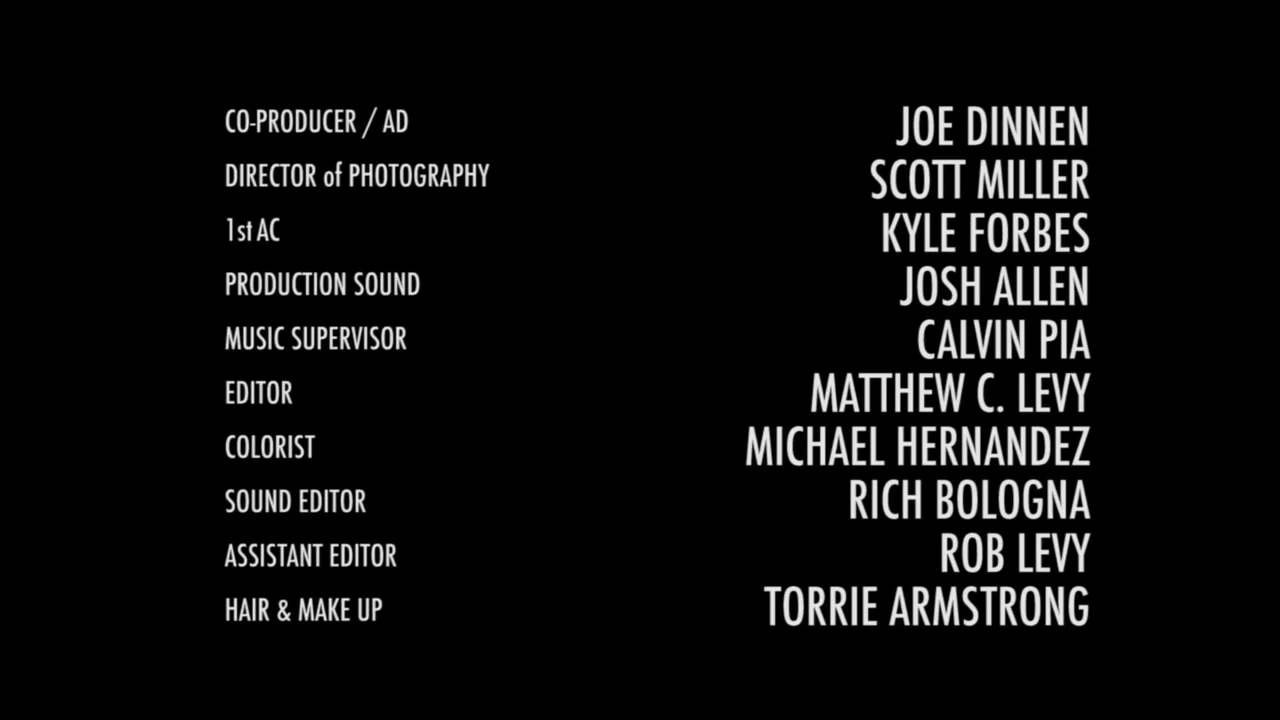 CO-PRODUCER / AD JOE DINNEN
DIRECTOR of PHOTOGRAPHY SCOTT MILLER
1st AC KYLE FORBES
PRODUCTION SOUND JOSH ALLEN
MUSIC SUPERVISOR CALVIN PIA
EDITOR MATTHEW C. LEVY
COLORIST MICHAEL HERNANDEZ
SOUND EDITOR RICH BOLOGNA
ASSISTANT EDITOR ROB LEVY
HAIR & MAKE UP TORRIE ARMSTRONG